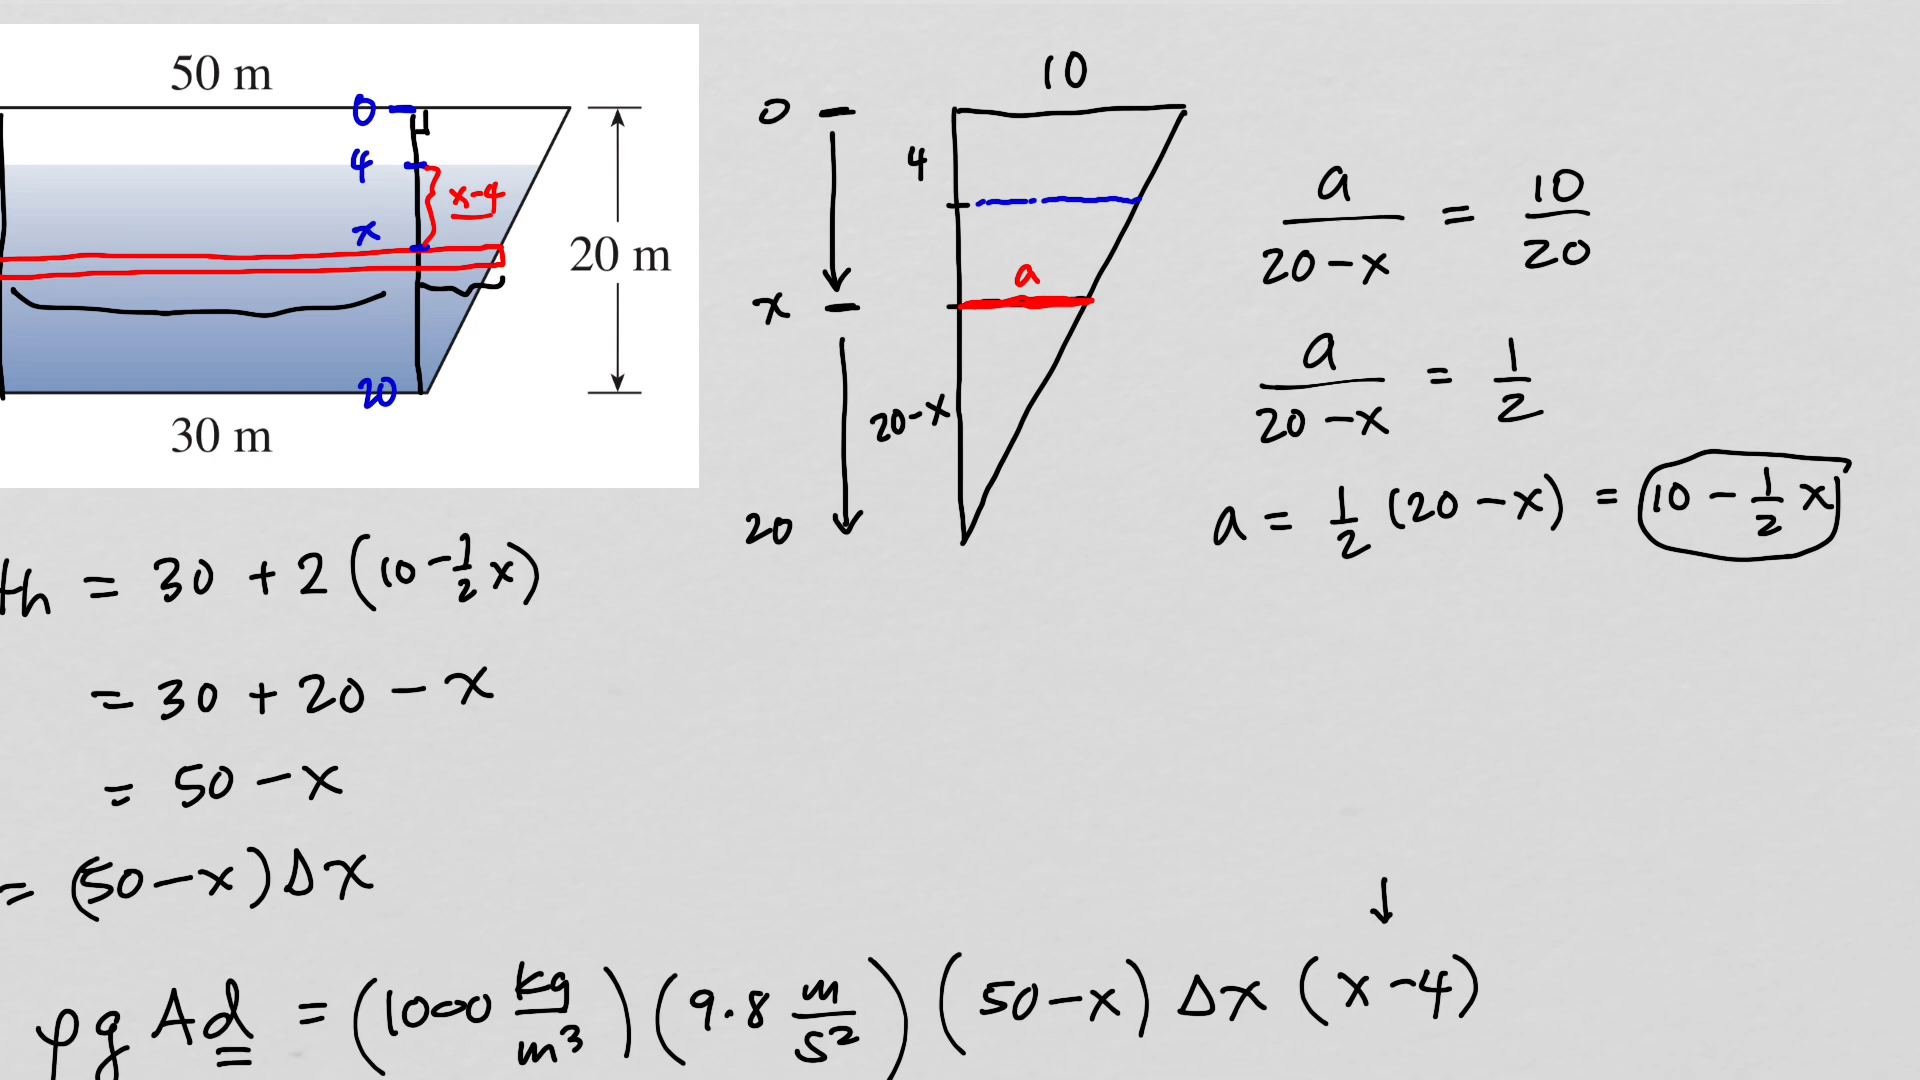 50 m
0
4
x-4
x
20 m
20
30 m
10
0
4
a
x
20-x
20
a/(20-x) = 10/20
a/(20-x) = 1/2
a = 1/2 (20-x) = 10 - 1/2 x
th = 30 + 2(10 - 1/2 x)
= 30 + 20 - x
= 50 - x
= (50-x)Δx
ρgAd = (1000 kg/m³)(9.8 m/s²)(50-x)Δx(x-4)